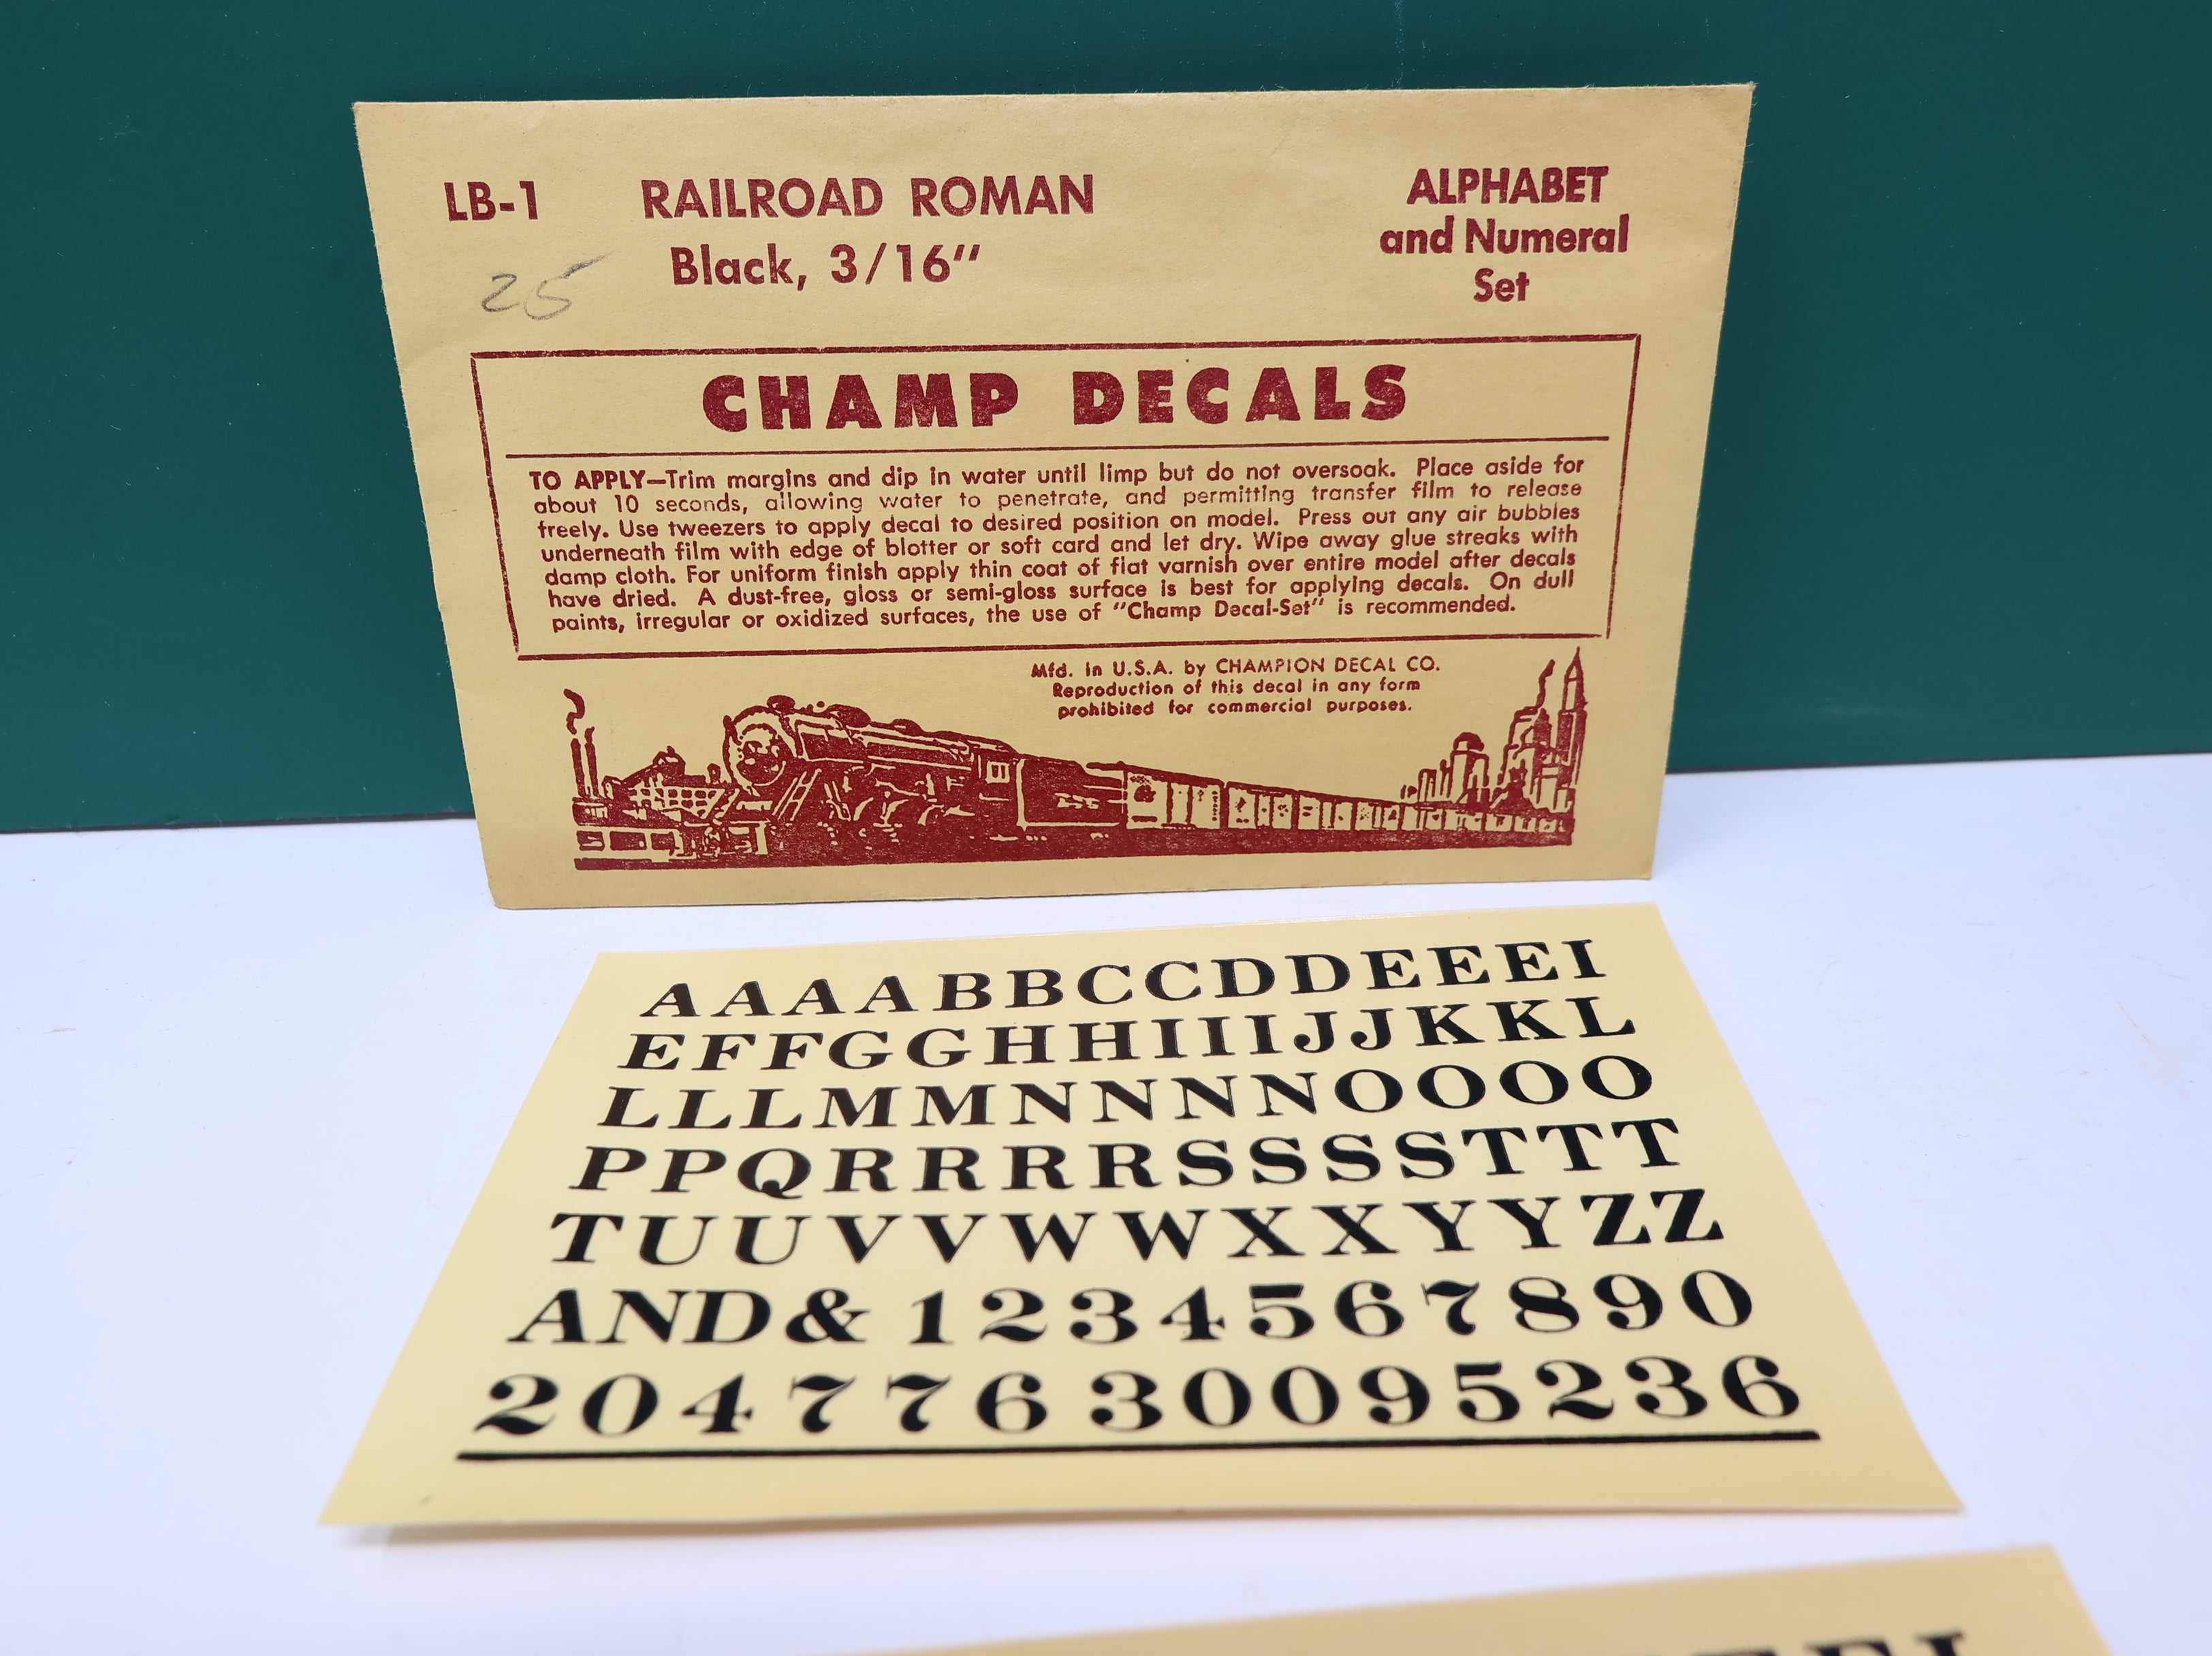 LB-1 RAILROAD ROMAN
Black, 3/16"
25
ALPHABET
and Numeral
Set
CHAMP DECALS
TO APPLY—Trim margins and dip in water until limp but do not oversoak. Place aside for
about 10 seconds, allowing water to penetrate, and permitting transfer film to release
freely. Use tweezers to apply decal to desired position on model. Press out any air bubbles
underneath film with edge of blotter or soft card and let dry. Wipe away glue streaks with
damp cloth. For uniform finish apply thin coat of flat varnish over entire model after decals
have dried. A dust-free, gloss or semi-gloss surface is best for applying decals. On dull
paints, irregular or oxidized surfaces, the use of "Champ Decal-Set" is recommended.
Mfd. in U.S.A. by CHAMPION DECAL CO.
Reproduction of this decal in any form
prohibited for commercial purposes.
AAAABBCCDDEEEI
EFFGGHHIIIJJKKL
LLLMMNNNNOOOO
PPQRRRRSSSSTTT
TUUVVWWXXYYZZ
AND& 1234567890
204776 30095236